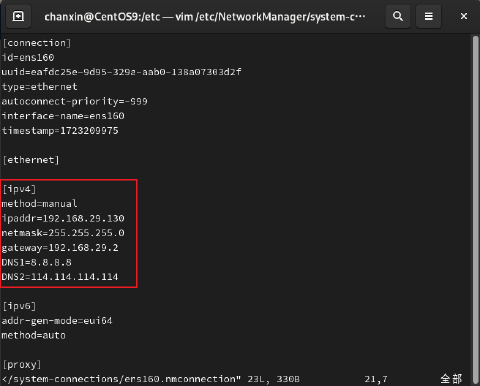 chanxin@CentOS9:/etc — vim /etc/NetworkManager/system-c…
[connection]
id=ens160
uuid=eafdc25e-9d95-329a-aab0-138a07303d2f
type=ethernet
autoconnect-priority=-999
interface-name=ens160
timestamp=1723209975
[ethernet]
[ipv4]
method=manual
ipaddr=192.168.29.130
netmask=255.255.255.0
gateway=192.168.29.2
DNS1=8.8.8.8
DNS2=114.114.114.114
[ipv6]
addr-gen-mode=eui64
method=auto
[proxy]
</system-connections/ens160.nmconnection" 23L, 330B 21,7 全部